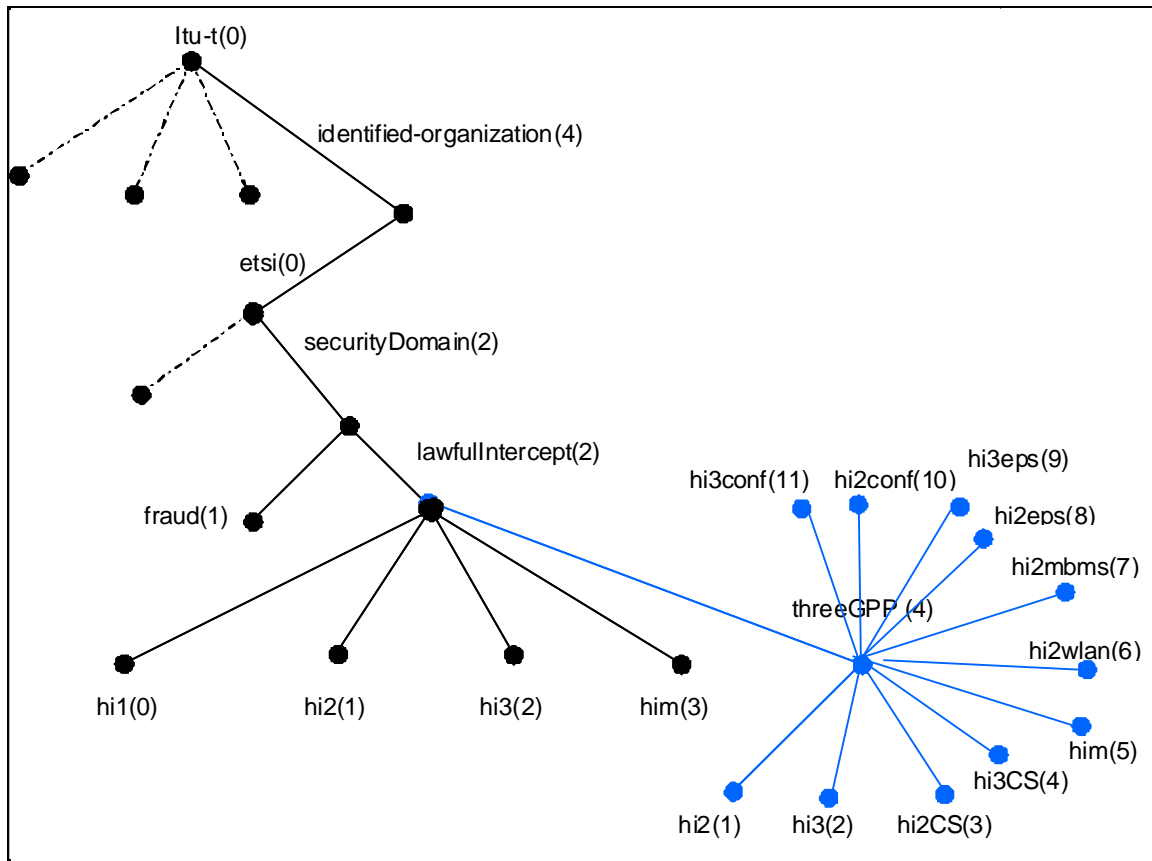 Itu-t(0)
identified-organization(4)
etsi(0)
securityDomain(2)
lawfulIntercept(2)
fraud(1)
hi3conf(11)
hi2conf(10)
hi3eps(9)
hi2eps(8)
hi2mbms(7)
threeGPP (4)
hi2wlan(6)
hi1(0)
hi2(1)
hi3(2)
him(3)
him(5)
hi3CS(4)
hi2(1)
hi3(2)
hi2CS(3)